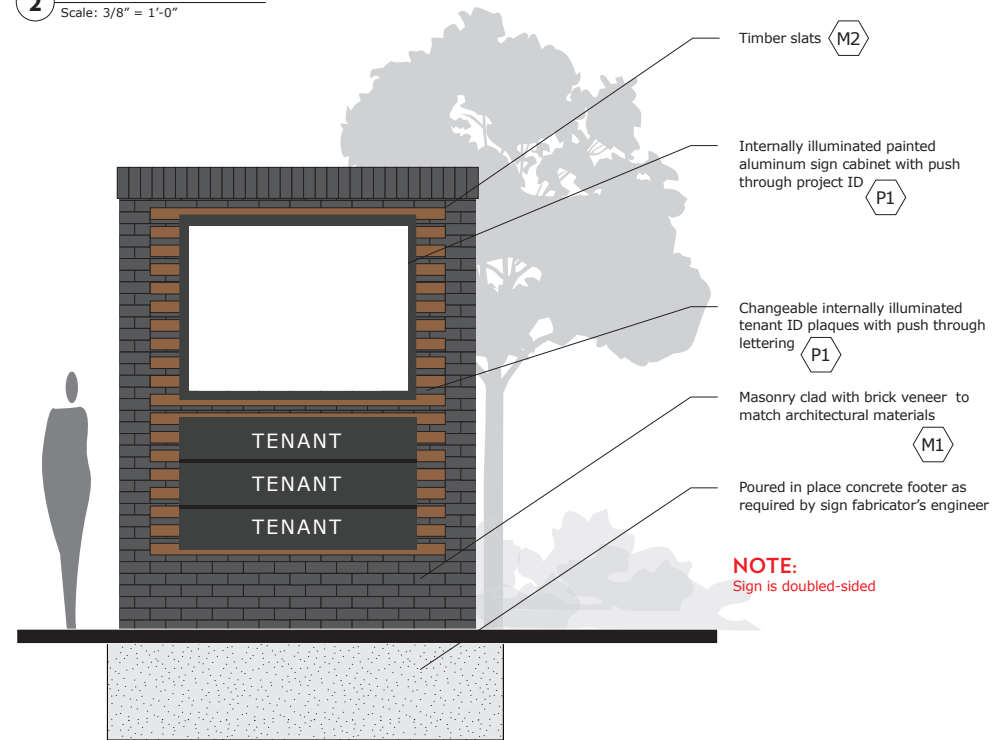 2
Scale: 3/8” = 1’-0”
Timber slats M2
Internally illuminated painted
aluminum sign cabinet with push
through project ID
P1
Changeable internally illuminated
tenant ID plaques with push through
lettering
P1
Masonry clad with brick veneer to
match architectural materials
M1
Poured in place concrete footer as
required by sign fabricator’s engineer
NOTE:
Sign is doubled-sided
TENANT
TENANT
TENANT